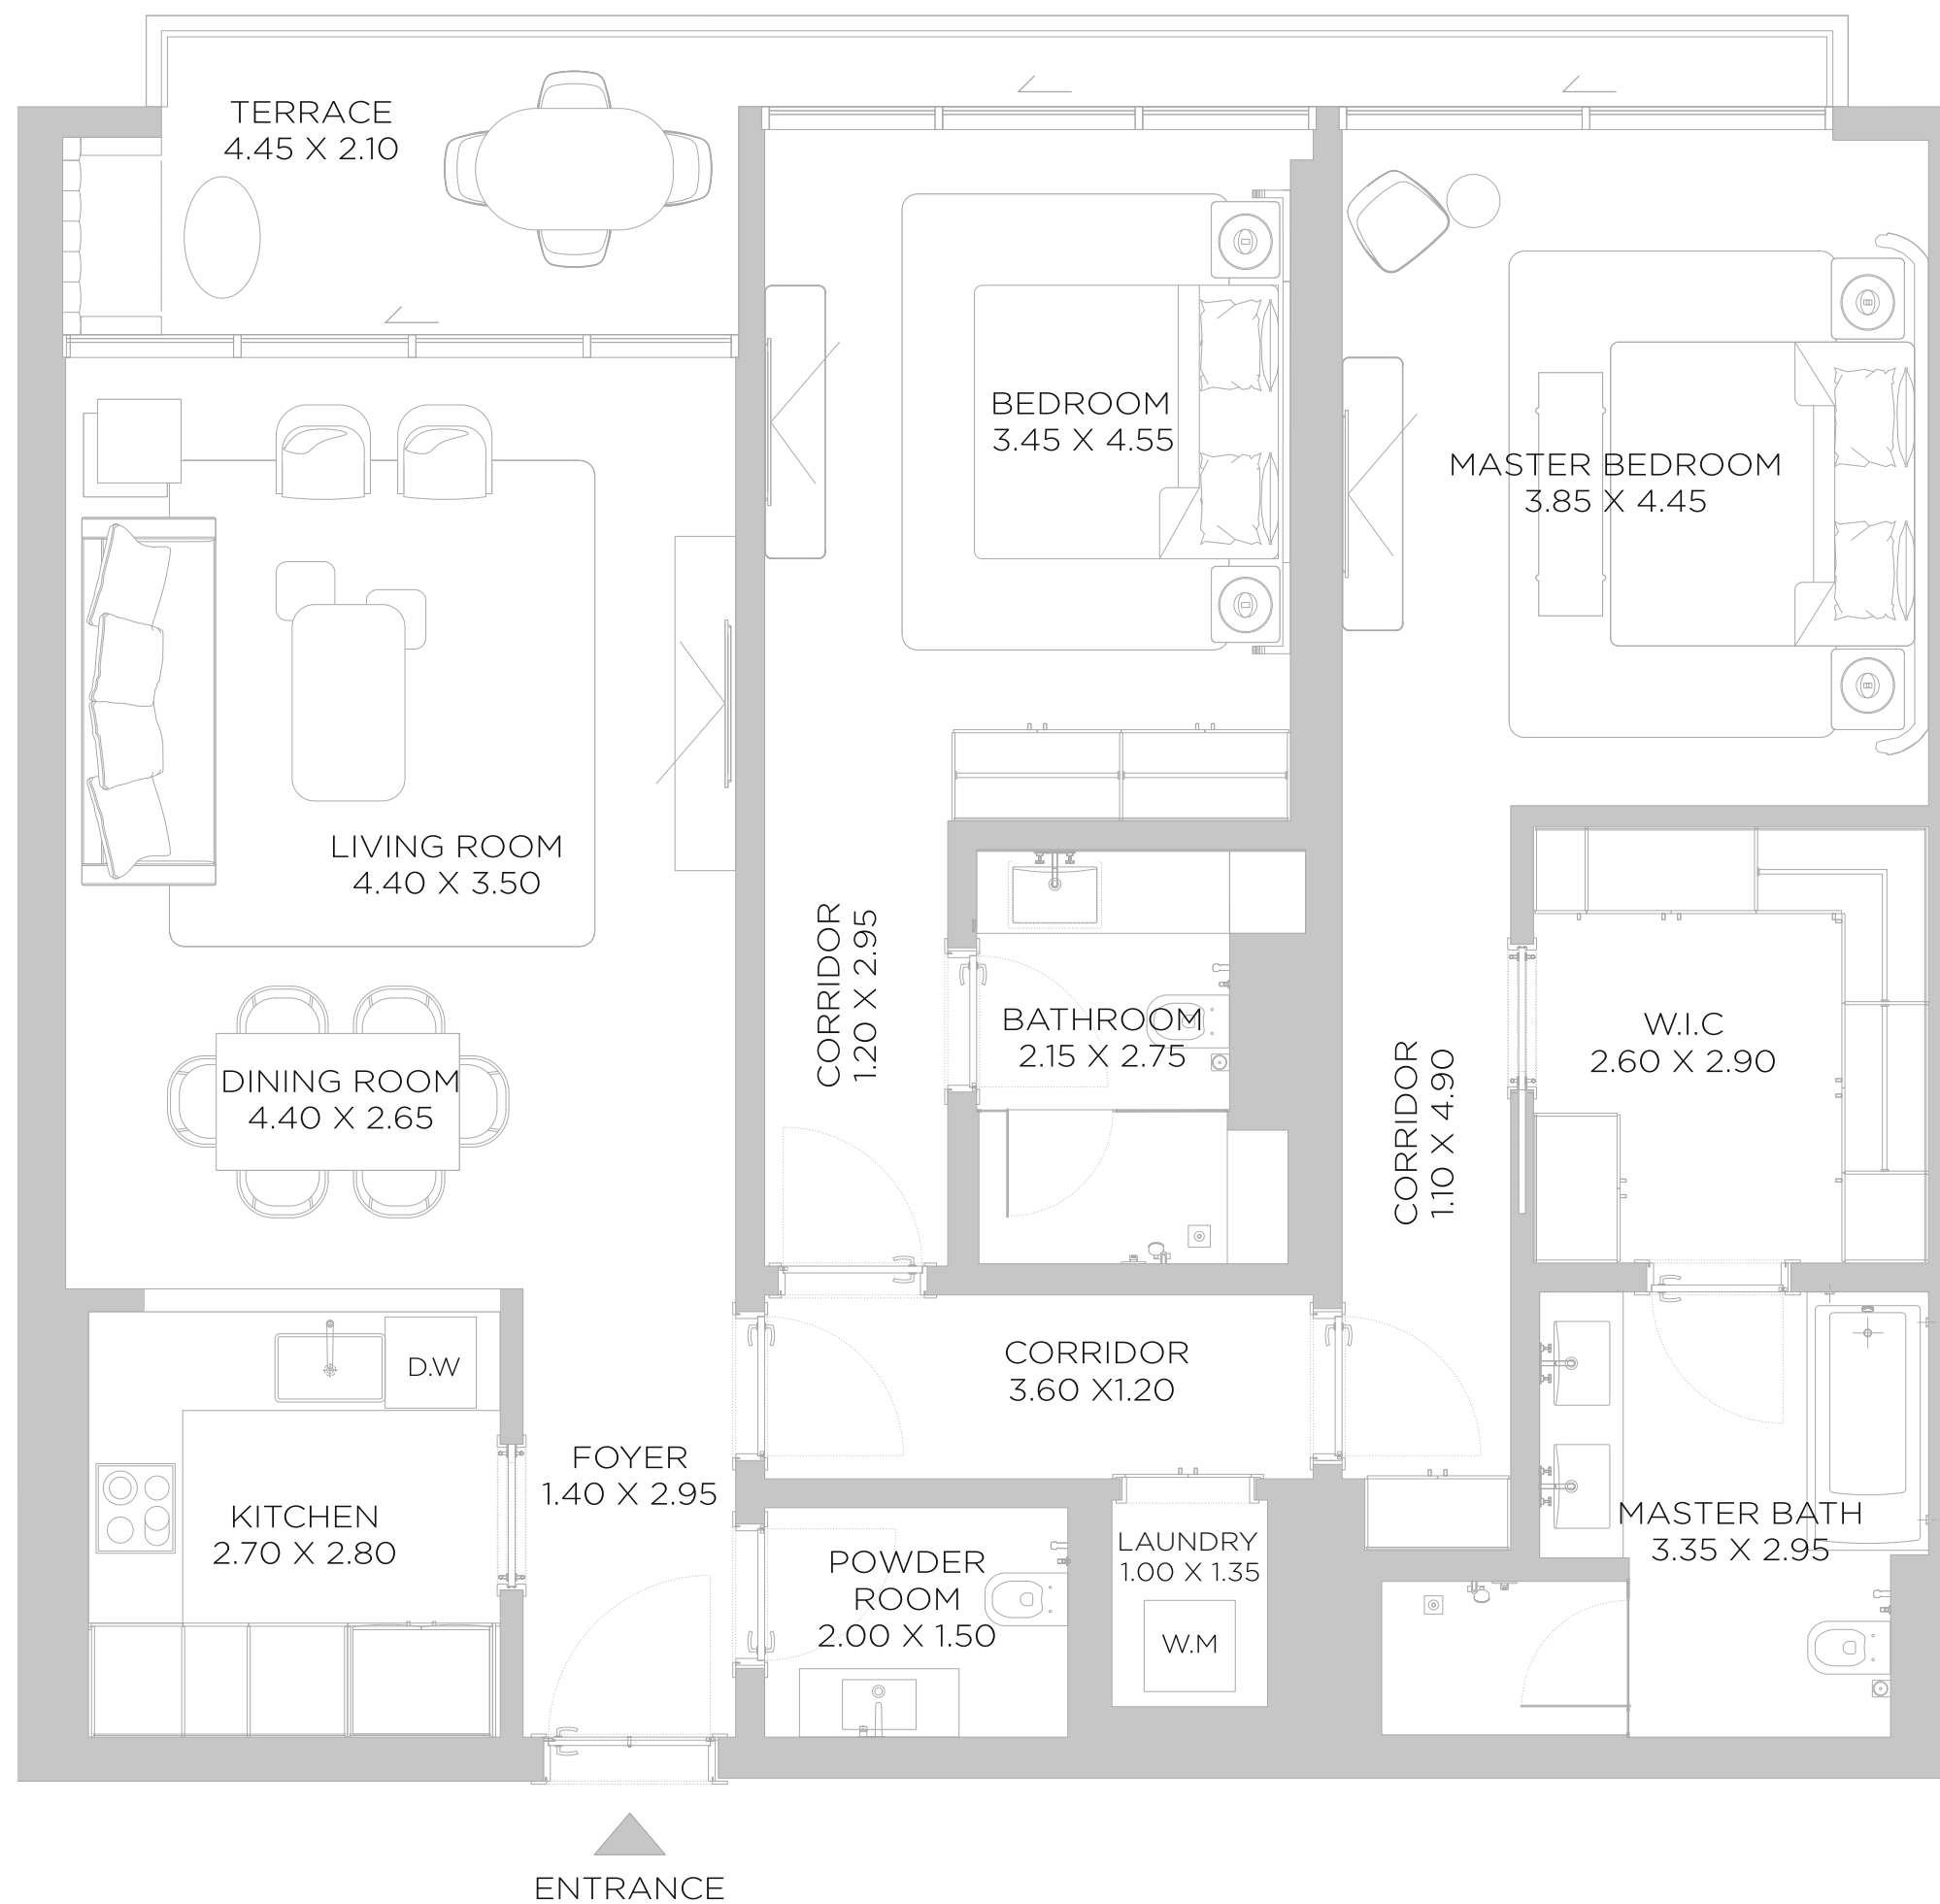 TERRACE
4.45 X 2.10
BEDROOM
3.45 X 4.55
MASTER BEDROOM
3.85 X 4.45
LIVING ROOM
4.40 X 3.50
CORRIDOR
1.20 X 2.95
BATHROOM
2.15 X 2.75
W.I.C
2.60 X 2.90
DINING ROOM
4.40 X 2.65
CORRIDOR
1.10 X 4.90
D.W
CORRIDOR
3.60 X1.20
FOYER
1.40 X 2.95
KITCHEN
2.70 X 2.80
POWDER
ROOM
2.00 X 1.50
LAUNDRY
1.00 X 1.35
W.M
MASTER BATH
3.35 X 2.95
ENTRANCE